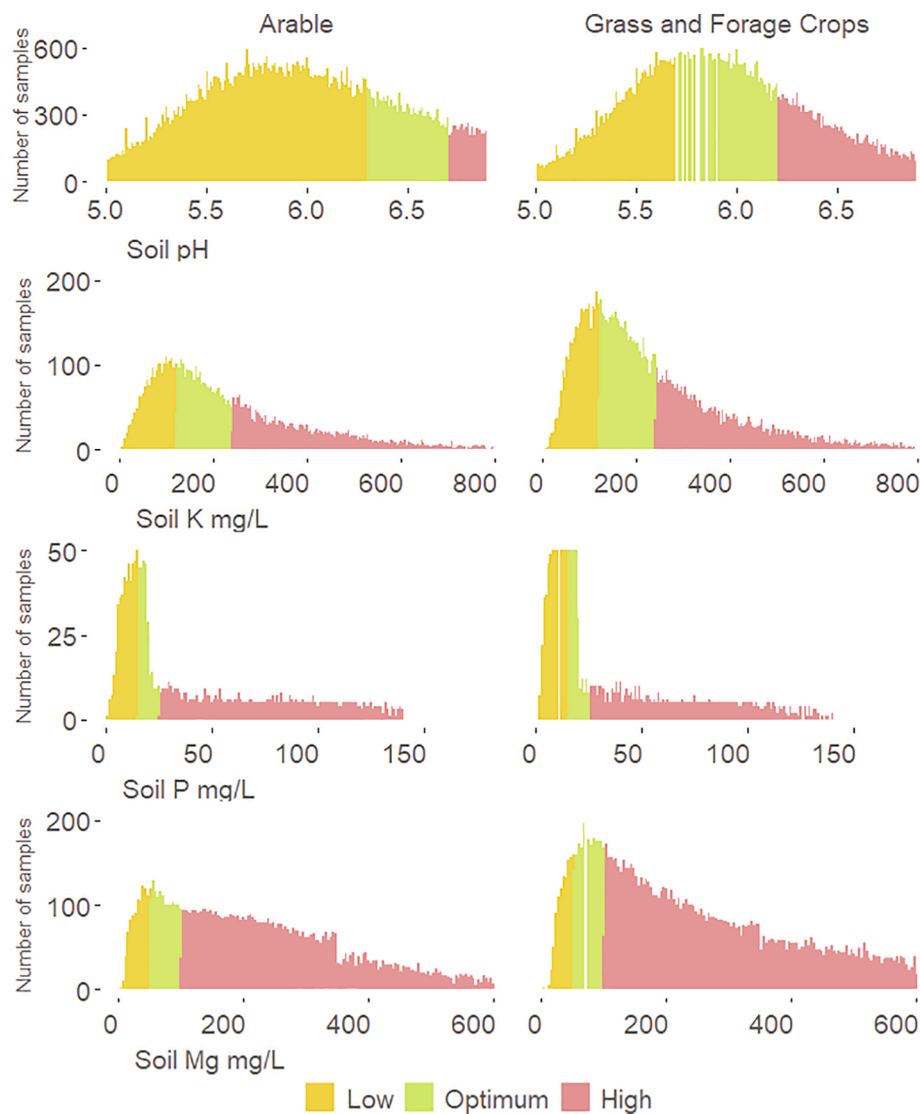 Arable Grass and Forage Crops
Number of samples
600
300
0
5.0 5.5 6.0 6.5 5.0 5.5 6.0 6.5
Soil pH
Number of samples
200
100
0
0 200 400 600 800 0 200 400 600 800
Soil K mg/L
Number of samples
50
25
0
0 50 100 150 0 50 100 150
Soil P mg/L
Number of samples
200
100
0
0 200 400 600 0 200 400 600
Soil Mg mg/L
Low Optimum High